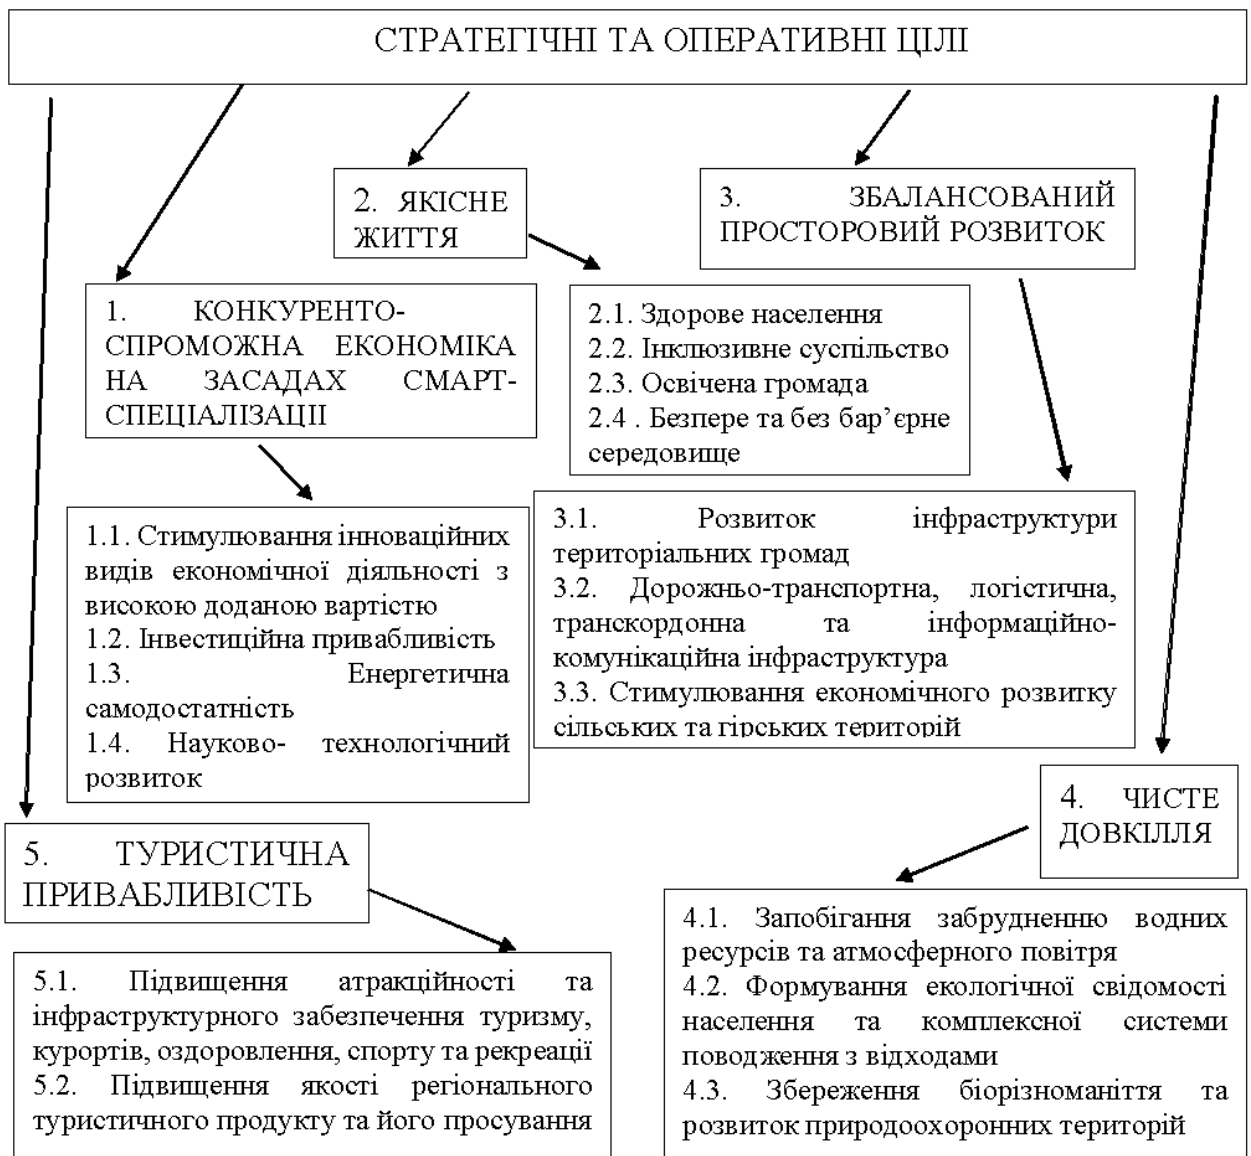 СТРАТЕГІЧНІ ТА ОПЕРАТИВНІ ЦІЛІ
2. ЯКІСНЕ
ЖИТТЯ
3. ЗБАЛАНСОВАНИЙ
ПРОСТОРОВИЙ РОЗВИТОК
1. КОНКУРЕНТО-
СПРОМОЖНА ЕКОНОМІКА
НА ЗАСАДАХ СМАРТ-
СПЕЦІАЛІЗАЦІІ
2.1. Здорове населення
2.2. Інклюзивне суспільство
2.3. Освічена громада
2.4 . Безпере та без бар’єрне
середовище
1.1. Стимулювання інноваційних
видів економічної діяльності з
високою доданою вартістю
1.2. Інвестиційна привабливість
1.3. Енергетична
самодостатність
1.4. Науково- технологічний
розвиток
3.1. Розвиток інфраструктури
територіальних громад
3.2. Дорожньо-транспортна, логістична,
транскордонна та інформаційно-
комунікаційна інфраструктура
3.3. Стимулювання економічного розвитку
сільських та гірських територій
4. ЧИСТЕ
ДОВКІЛЛЯ
5. ТУРИСТИЧНА
ПРИВАБЛИВІСТЬ
4.1. Запобігання забрудненню водних
ресурсів та атмосферного повітря
4.2. Формування екологічної свідомості
населення та комплексної системи
поводження з відходами
4.3. Збереження біорізноманіття та
розвиток природоохоронних територій
5.1. Підвищення атракційності та
інфраструктурного забезпечення туризму,
курортів, оздоровлення, спорту та рекреації
5.2. Підвищення якості регіонального
туристичного продукту та його просування